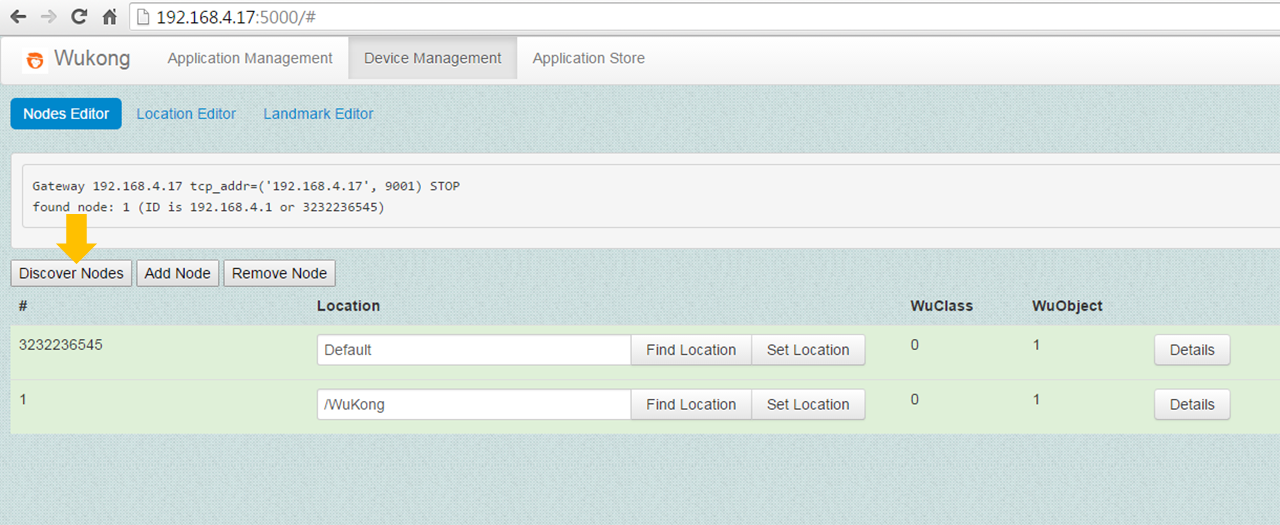 192.168.4.17:5000/#
Wukong Application Management Device Management Application Store
Nodes Editor Location Editor Landmark Editor
Gateway 192.168.4.17 tcp_addr=('192.168.4.17', 9001) STOP
found node: 1 (ID is 192.168.4.1 or 3232236545)
Discover Nodes Add Node Remove Node
# Location WuClass WuObject
3232236545 Default Find Location Set Location 0 1 Details
1 /WuKong Find Location Set Location 0 1 Details